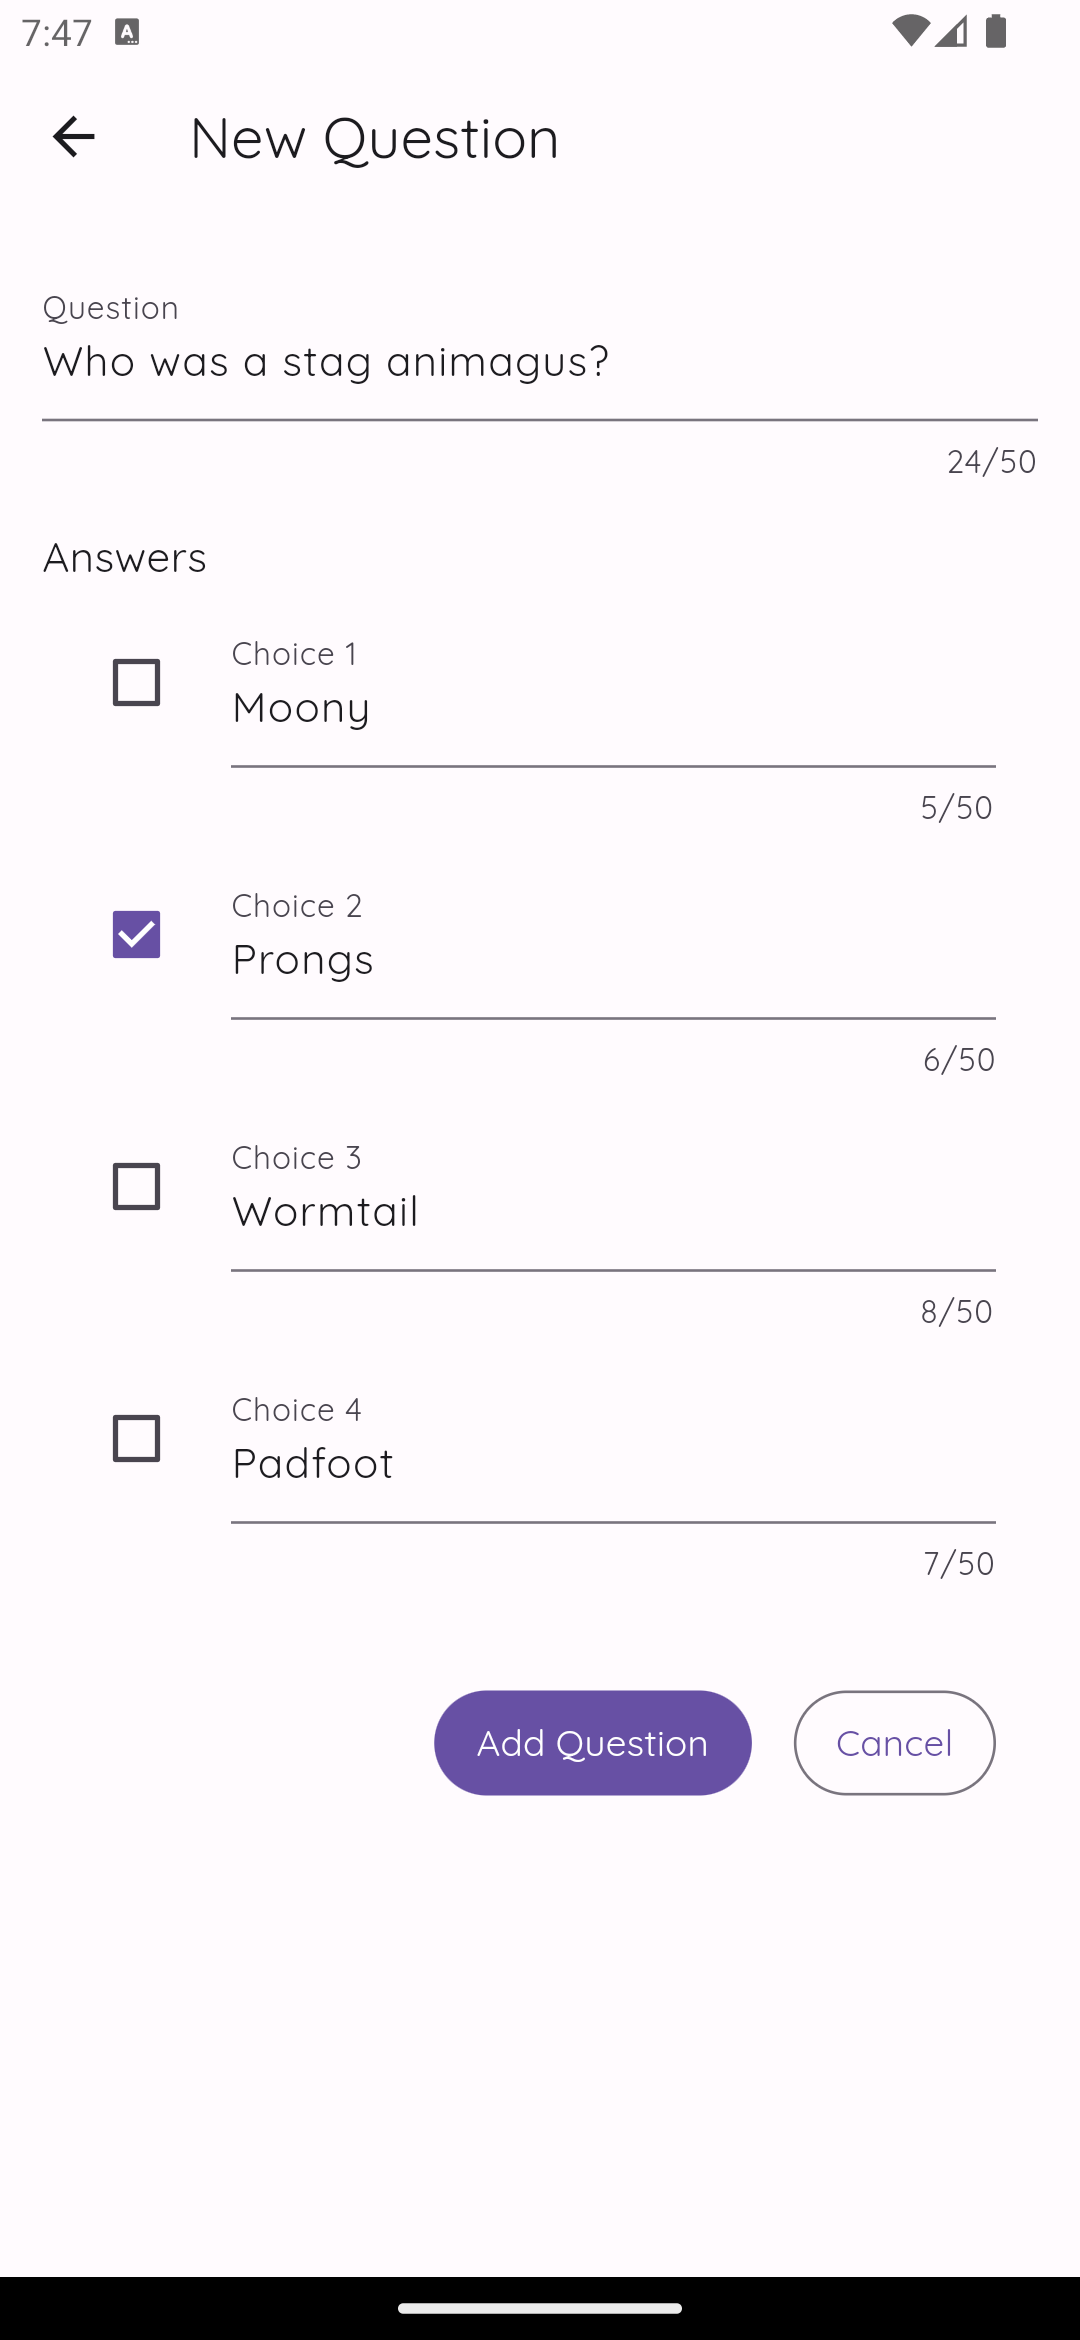 7:47
New Question
Question
Who was a stag animagus?
24/50
Answers
Choice 1
Moony
5/50
Choice 2
Prongs
6/50
Choice 3
Wormtail
8/50
Choice 4
Padfoot
7/50
Add Question
Cancel